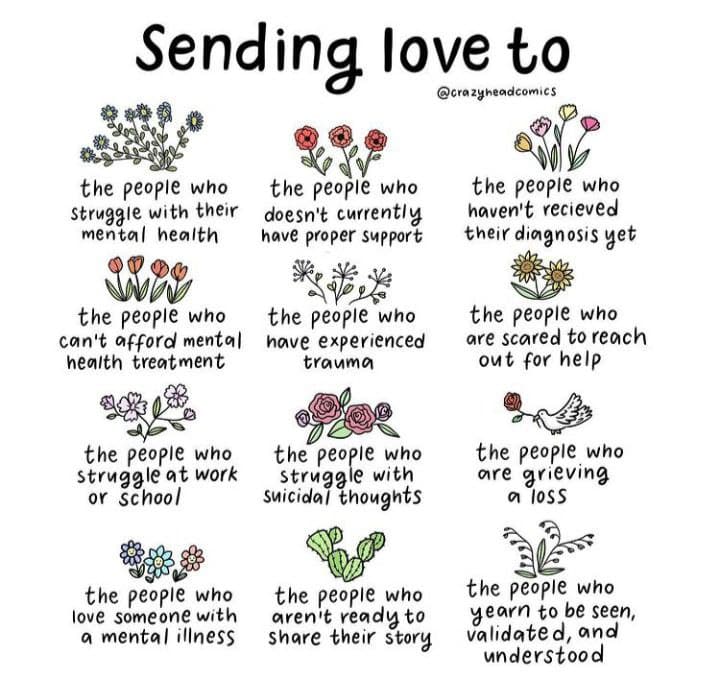 Sending love to
@crazyheadcomics
the people who
struggle with their
mental health
the people who
doesn't currently
have proper support
the people who
haven't recieved
their diagnosis yet
the people who
can't afford mental
health treatment
the people who
have experienced
trauma
the people who
are scared to reach
out for help
the people who
struggle at work
or school
the people who
struggle with
suicidal thoughts
the people who
are grieving
a loss
the people who
love someone with
a mental illness
the people who
aren't ready to
share their story
the people who
yearn to be seen,
validated, and
understood